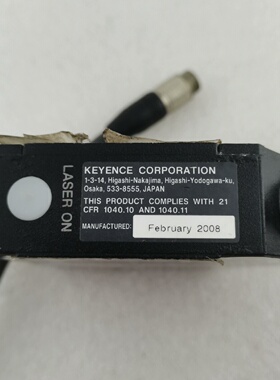 LASER ON
KEYENCE CORPORATION
1-3-14, Higashi-Nakajima, Higashi-Yodogawa-ku,
Osaka, 533-8555, JAPAN
THIS PRODUCT COMPLIES WITH 21
CFR 1040.10 AND 1040.11
MANUFACTURED: February 2008